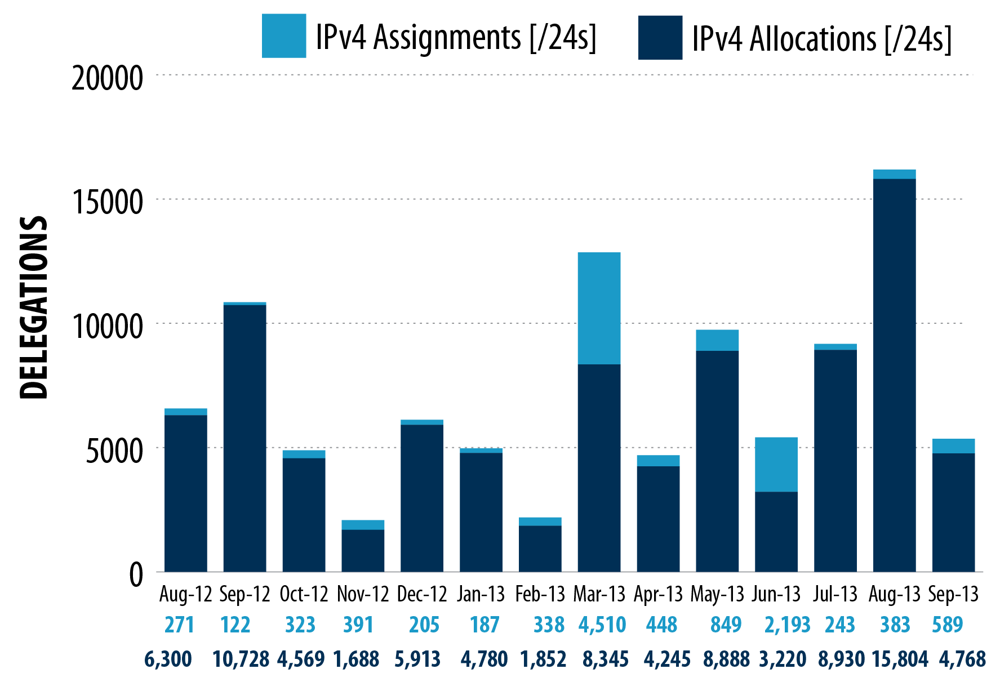 IPv4 Assignments [/24s] IPv4 Allocations [/24s]
20000
15000
10000
5000
0
DELEGATIONS
Aug-12 Sep-12 Oct-12 Nov-12 Dec-12 Jan-13 Feb-13 Mar-13 Apr-13 May-13 Jun-13 Jul-13 Aug-13 Sep-13
271 122 323 391 205 187 338 4,510 448 849 2,193 243 383 589
6,300 10,728 4,569 1,688 5,913 4,780 1,852 8,345 4,245 8,888 3,220 8,930 15,804 4,768